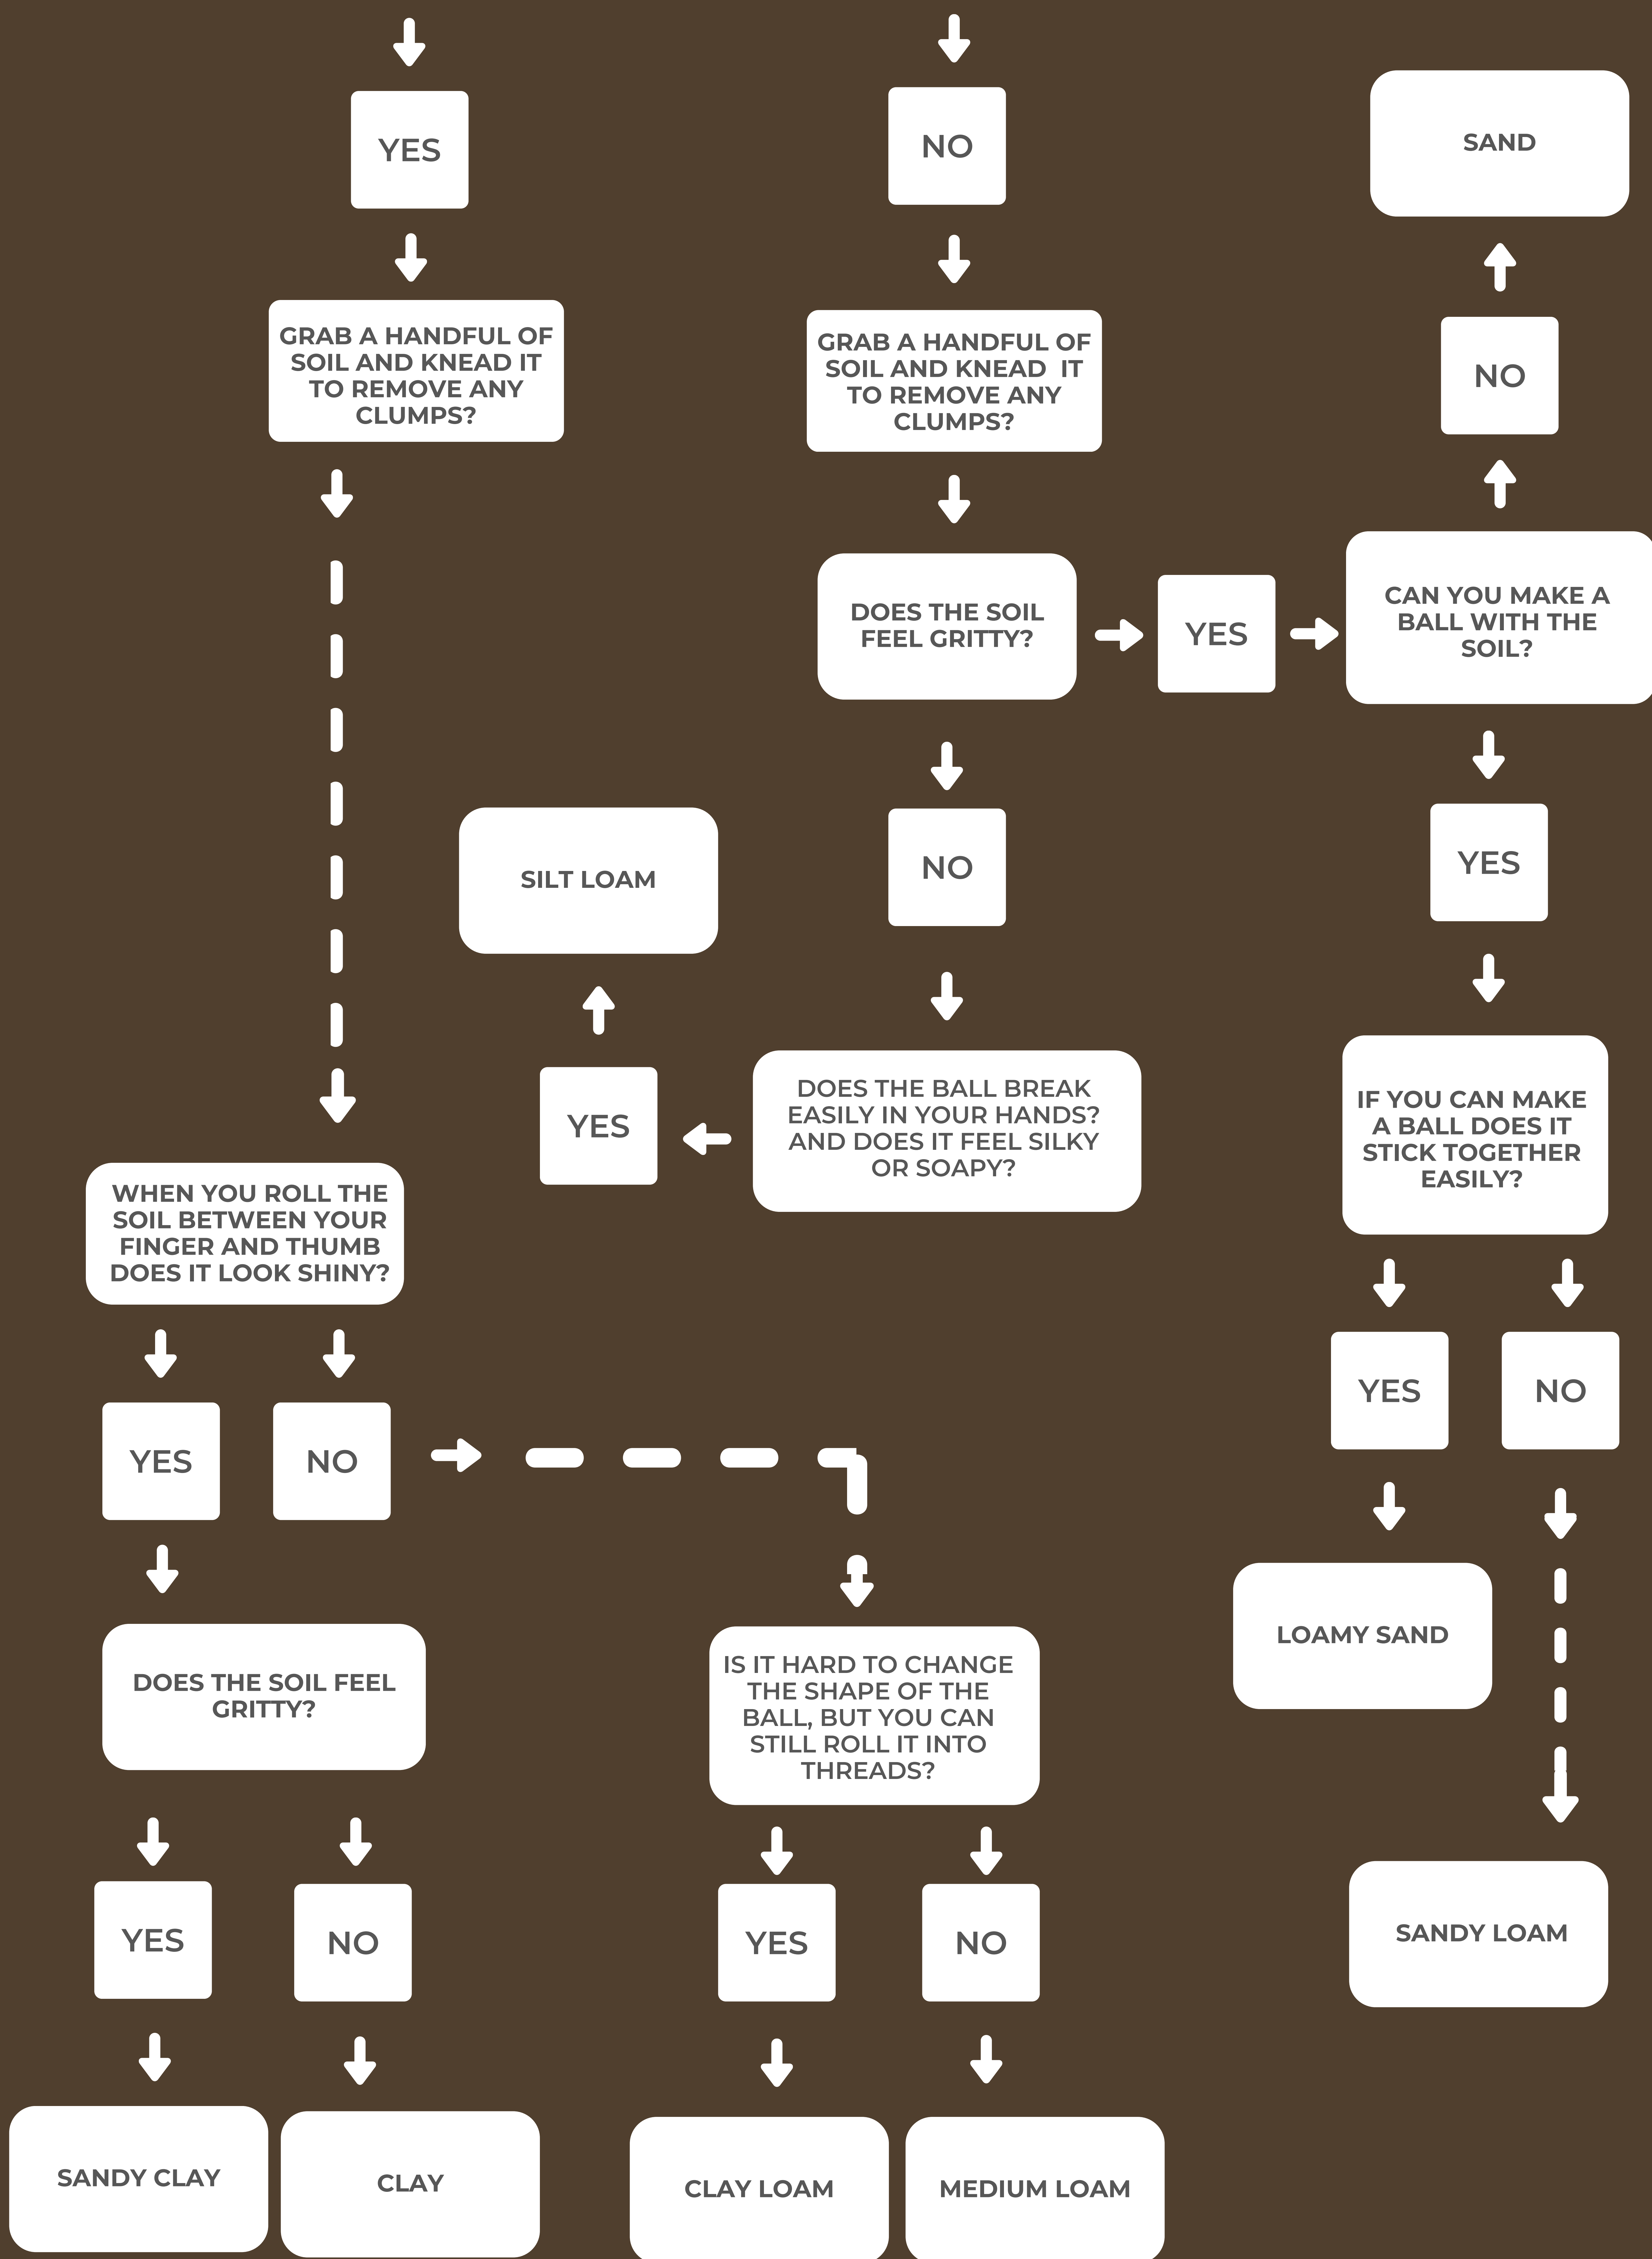 YES
NO
SAND
GRAB A HANDFUL OF
SOIL AND KNEAD IT
TO REMOVE ANY
CLUMPS?
GRAB A HANDFUL OF
SOIL AND KNEAD IT
TO REMOVE ANY
CLUMPS?
NO
DOES THE SOIL
FEEL GRITTY?
YES
CAN YOU MAKE A
BALL WITH THE
SOIL?
SILT LOAM
NO
YES
YES
DOES THE BALL BREAK
EASILY IN YOUR HANDS?
AND DOES IT FEEL SILKY
OR SOAPY?
IF YOU CAN MAKE
A BALL DOES IT
STICK TOGETHER
EASILY?
WHEN YOU ROLL THE
SOIL BETWEEN YOUR
FINGER AND THUMB
DOES IT LOOK SHINY?
YES
NO
YES
NO
DOES THE SOIL FEEL
GRITTY?
IS IT HARD TO CHANGE
THE SHAPE OF THE
BALL, BUT YOU CAN
STILL ROLL IT INTO
THREADS?
LOAMY SAND
YES
NO
YES
NO
SANDY LOAM
SANDY CLAY
CLAY
CLAY LOAM
MEDIUM LOAM